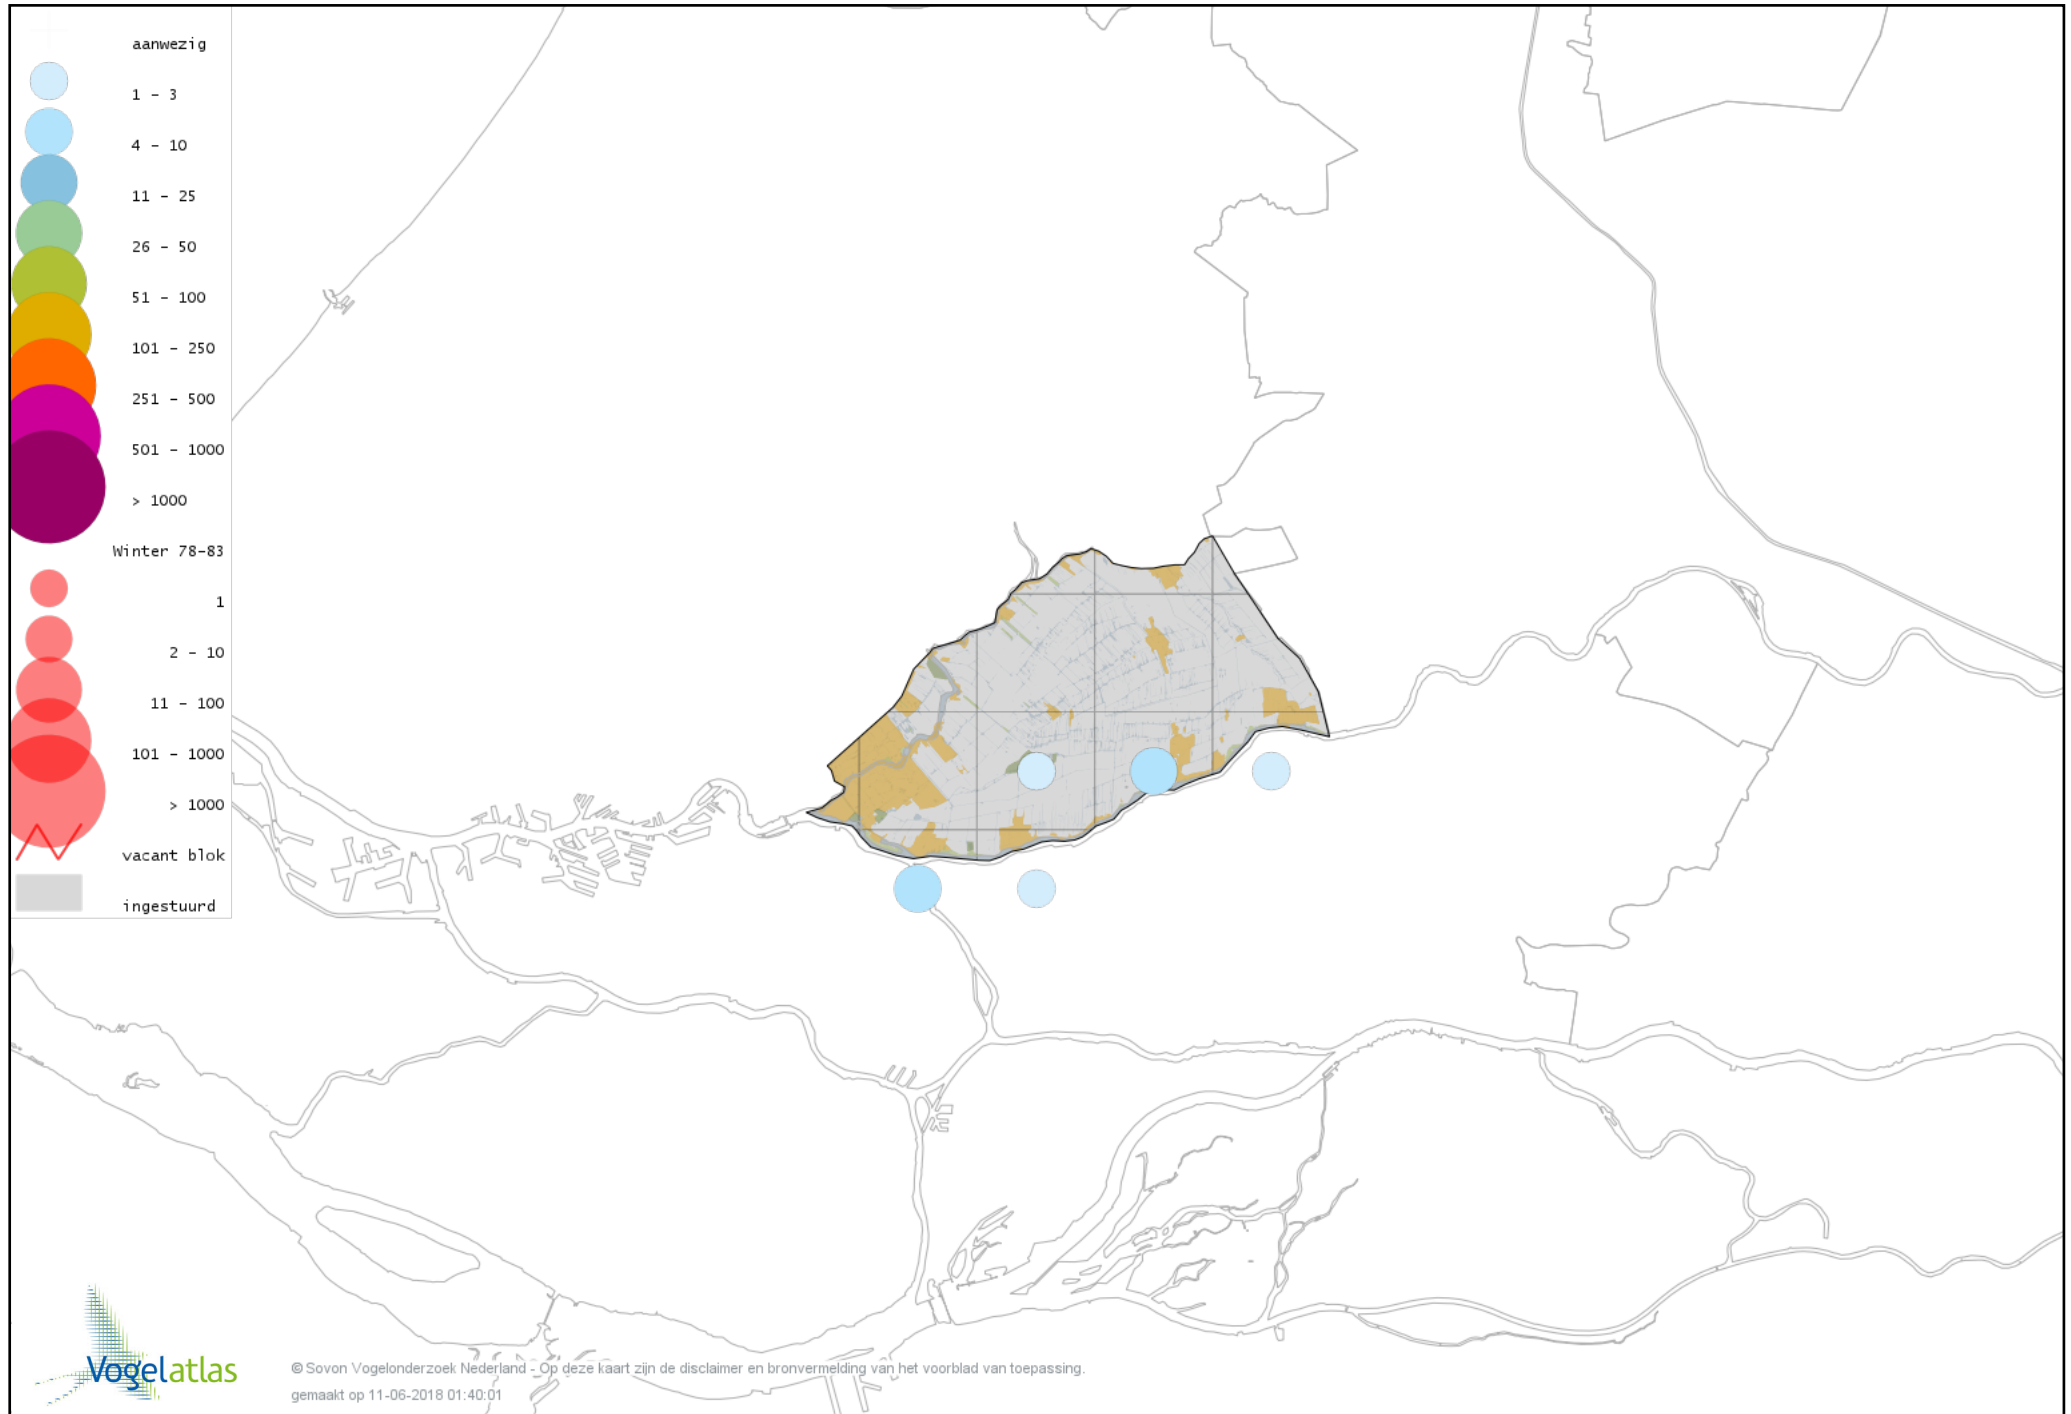 aanwezig
1 - 3
4 - 10
11 - 25
26 - 50
51 - 100
101 - 250
251 - 500
501 - 1000
> 1000
Winter 78-83
1
2 - 10
11 - 100
101 - 1000
> 1000
vacant blok
ingestuurd
Vogelatlas
© Sovon Vogelonderzoek Nederland - Op deze kaart zijn de disclaimer en bronvermelding van het voorblad van toepassing.
gemaakt op 11-06-2018 01:40:01